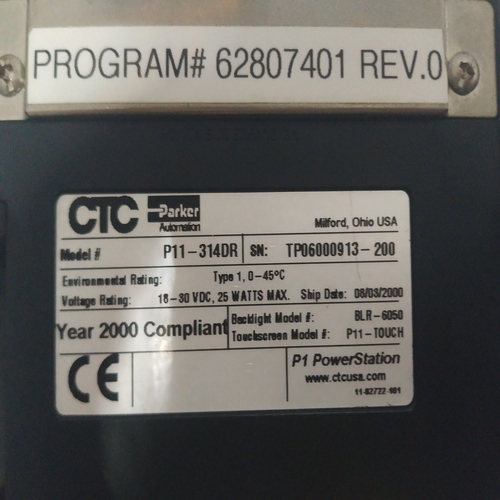 PROGRAM# 62807401 REV.0
CTC Parker Automation Milford, Ohio USA
Model # P11-314DR SN: TP06000913-200
Environmental Rating: Type 1, 0-45°C
Voltage Rating: 18-30 VDC, 25 WATTS MAX. Ship Date: 08/03/2000
Year 2000 Compliant
Backlight Model #: BLR-6050
Touchscreen Model #: P11-TOUCH
CE
P1 PowerStation
www.ctcusa.com
11-82722-101